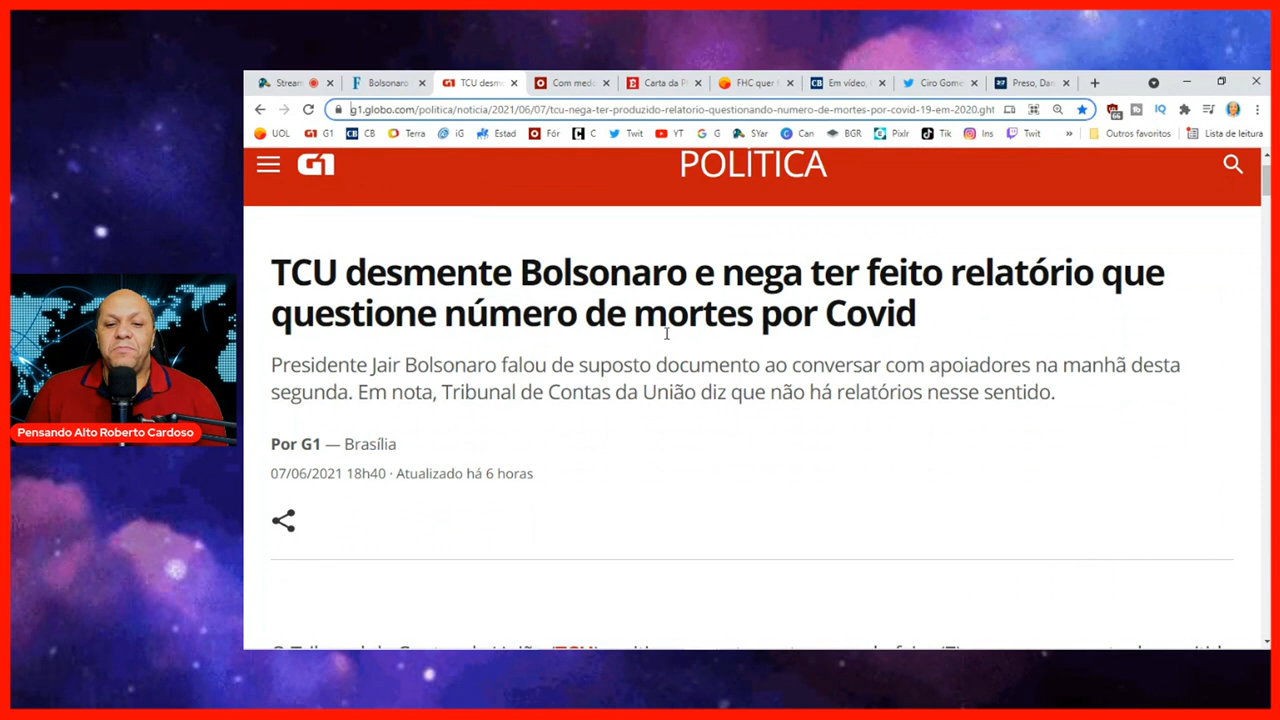 Stream
Bolsonaro
G1 TCU desm
Com med
Carta da P
FHC quer
CB Em vídeo,
Ciro Gome
Preso, Dan
g1.globo.com/politica/noticia/2021/06/07/tcu-nega-ter-produzido-relatorio-questionando-numero-de-mortes-por-covid-19-em-2020.ght
UOL G1 G1 CB CB Terra iG Estad Fór C Twit YT G G SYar Can BGR Pixlr Tik Ins Twit » Outros favoritos Lista de leitura
G1 POLÍTICA
TCU desmente Bolsonaro e nega ter feito relatório que
questione número de mortes por Covid
Presidente Jair Bolsonaro falou de suposto documento ao conversar com apoiadores na manhã desta
segunda. Em nota, Tribunal de Contas da União diz que não há relatórios nesse sentido.
Por G1 — Brasília
07/06/2021 18h40 · Atualizado há 6 horas
Pensando Alto Roberto Cardoso